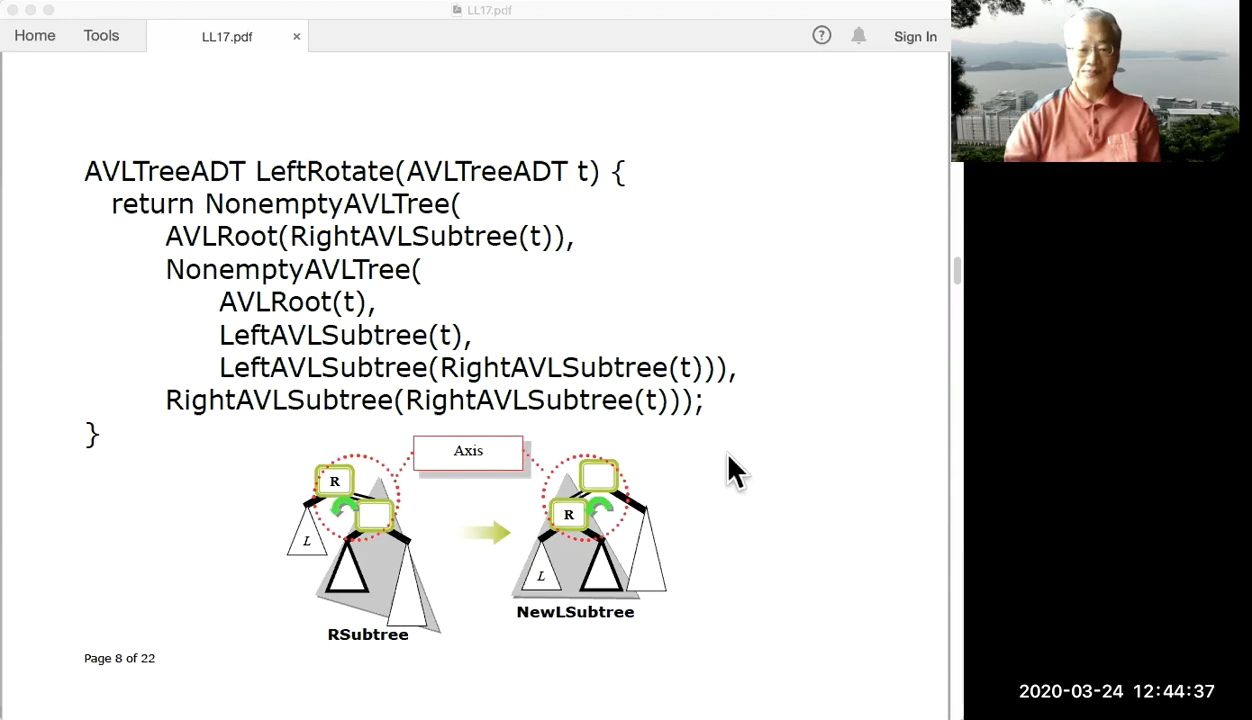 LL17.pdf
Home Tools LL17.pdf × ? Sign In
AVLTreeADT LeftRotate(AVLTreeADT t) {
return NonemptyAVLTree(
AVLRoot(RightAVLSubtree(t)),
NonemptyAVLTree(
AVLRoot(t),
LeftAVLSubtree(t),
LeftAVLSubtree(RightAVLSubtree(t))),
RightAVLSubtree(RightAVLSubtree(t)));
}
Axis
R
R
L
L
NewLSubtree
RSubtree
Page 8 of 22
2020-03-24 12:44:37